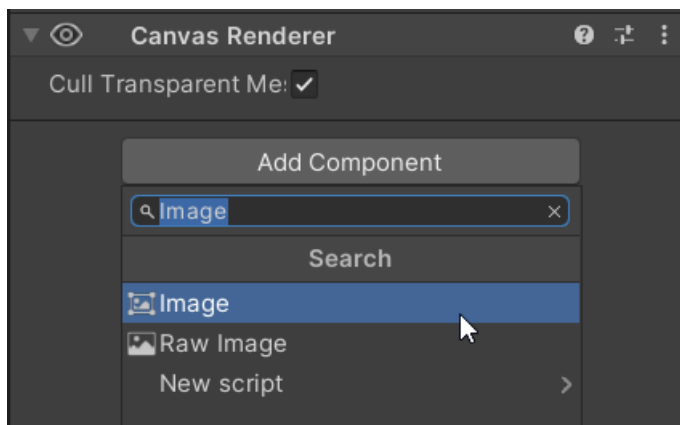 Canvas Renderer
Cull Transparent Me
Add Component
Image
Search
Image
Raw Image
New script